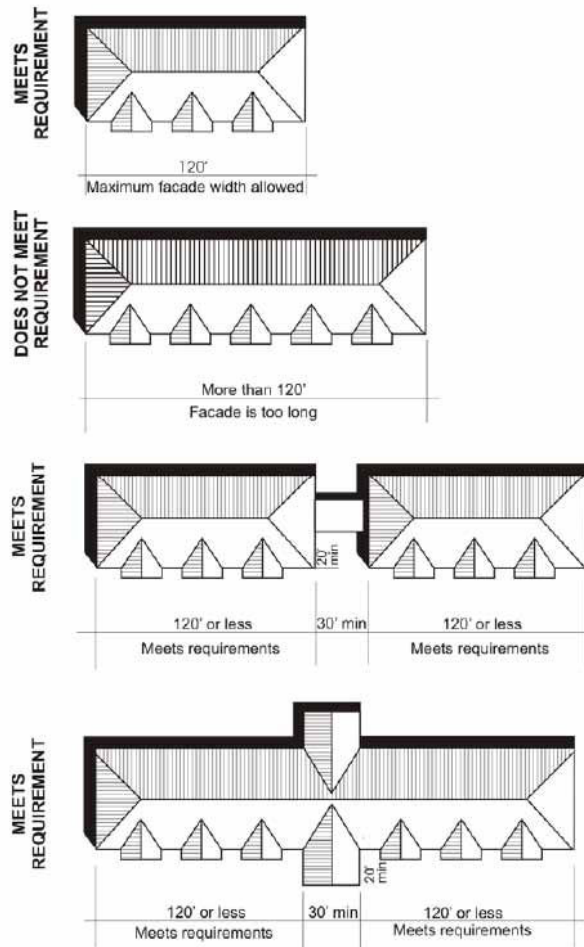 MEETS
REQUIREMENT
120'
Maximum facade width allowed
DOES NOT MEET
REQUIREMENT
More than 120'
Facade is too long
MEETS
REQUIREMENT
20'
min
120' or less
30' min
120' or less
Meets requirements
Meets requirements
MEETS
REQUIREMENT
20'
min
120' or less
30' min
120' or less
Meets requirements
Meets requirements